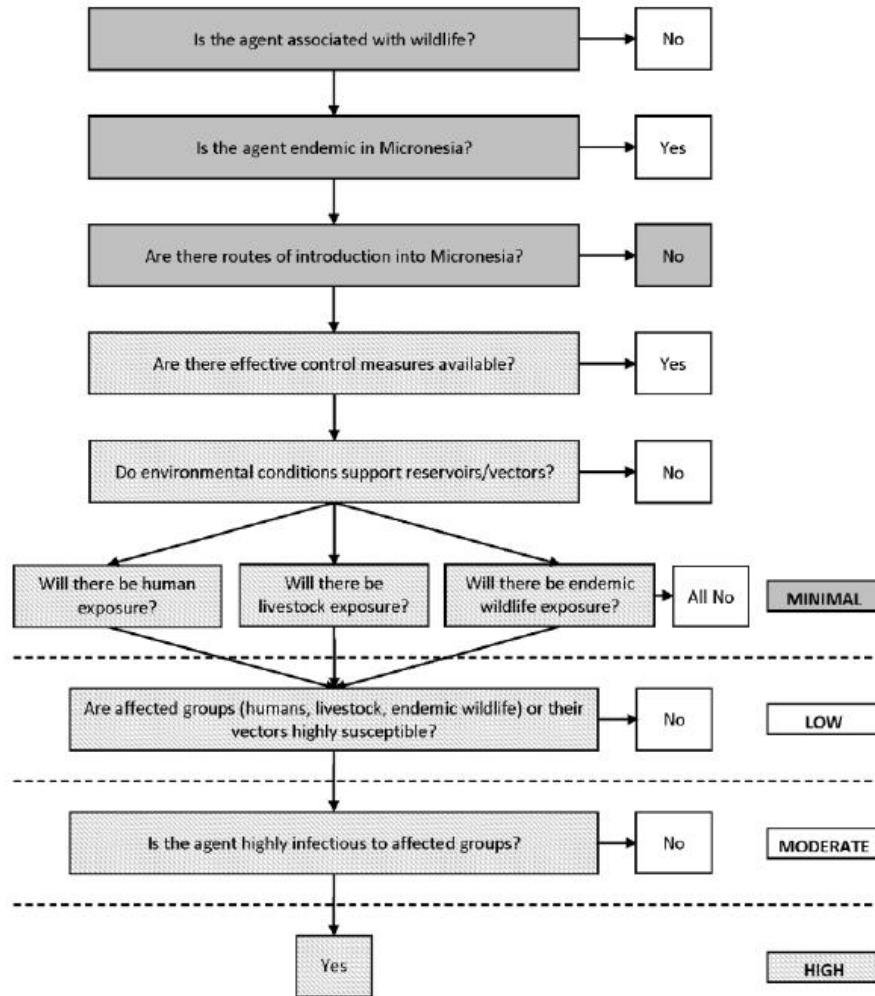 Is the agent associated with wildlife?
No
Is the agent endemic in Micronesia?
Yes
Are there routes of introduction into Micronesia?
No
Are there effective control measures available?
Yes
Do environmental conditions support reservoirs/vectors?
No
Will there be human
exposure?
Will there be
livestock exposure?
Will there be endemic
wildlife exposure?
All No
MINIMAL
Are affected groups (humans, livestock, endemic wildlife) or their
vectors highly susceptible?
No
LOW
Is the agent highly infectious to affected groups?
No
MODERATE
Yes
HIGH